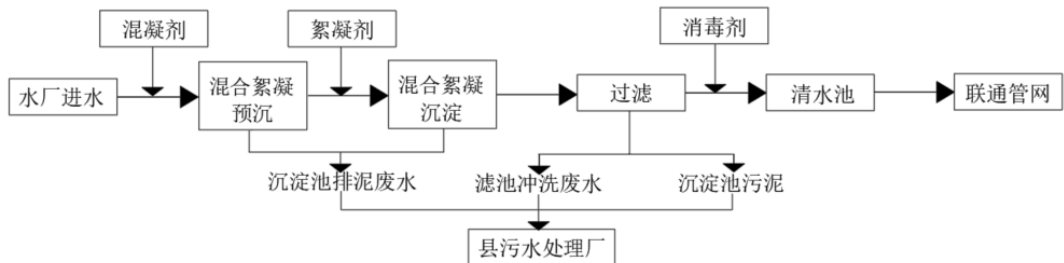 混凝剂
絮凝剂
消毒剂
水厂进水
混合絮凝
预沉
混合絮凝
沉淀
过滤
清水池
联通管网
沉淀池排泥废水
滤池冲洗废水
沉淀池污泥
县污水处理厂